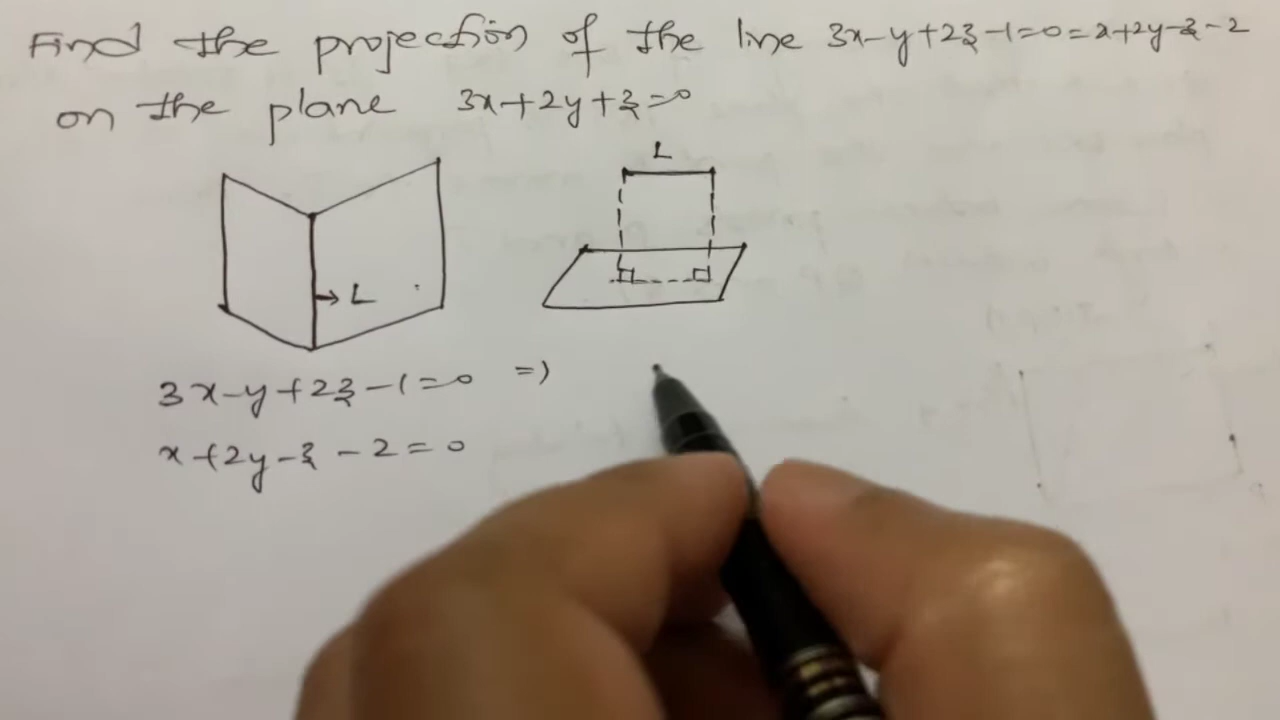 Find the projection of the line 3x-y+2z-1=0=x+2y-z-2
on the plane 3x+2y+z=0
L
L
3x-y+2z-1=0 =>
x+2y-z-2=0